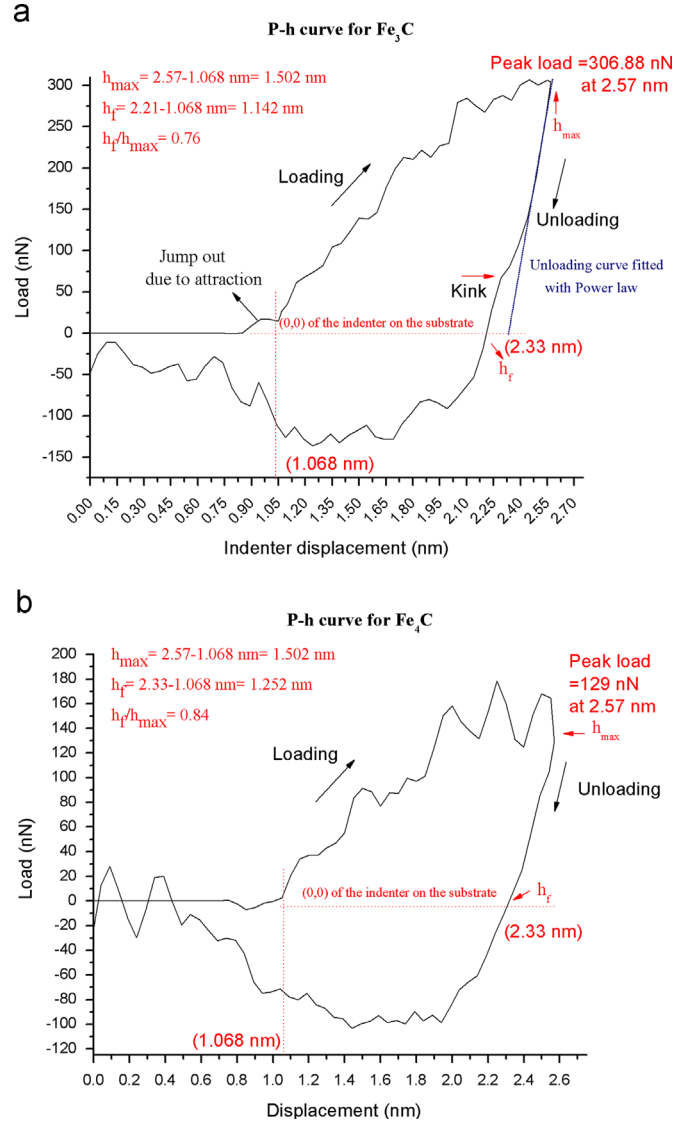 a
P-h curve for Fe3C
hmax= 2.57-1.068 nm= 1.502 nm
hf= 2.21-1.068 nm= 1.142 nm
hf/hmax= 0.76
Peak load =306.88 nN
at 2.57 nm
hmax
Loading
Unloading
Jump out
due to attraction
Unloading curve fitted
with Power law
Kink
(0,0) of the indenter on the substrate
(2.33 nm)
hf
(1.068 nm)
300
250
200
150
100
50
0
-50
-100
-150
Load (nN)
0.00 0.15 0.30 0.45 0.60 0.75 0.90 1.05 1.20 1.35 1.50 1.65 1.80 1.95 2.10 2.25 2.40 2.55 2.70
Indenter displacement (nm)
b
P-h curve for Fe4C
hmax= 2.57-1.068 nm= 1.502 nm
hf= 2.33-1.068 nm= 1.252 nm
hf/hmax= 0.84
Peak load
=129 nN
at 2.57 nm
hmax
Loading
Unloading
(0,0) of the indenter on the substrate
hf
(2.33 nm)
(1.068 nm)
200
180
160
140
120
100
80
60
40
20
0
-20
-40
-60
-80
-100
-120
Load (nN)
0.0 0.2 0.4 0.6 0.8 1.0 1.2 1.4 1.6 1.8 2.0 2.2 2.4 2.6
Displacement (nm)